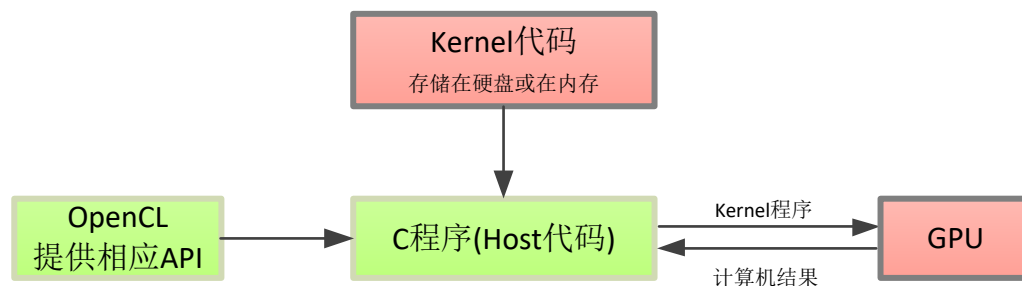 Kernel代码
存储在硬盘或在内存
OpenCL
提供相应API
C程序(Host代码)
Kernel程序
GPU
计算机结果